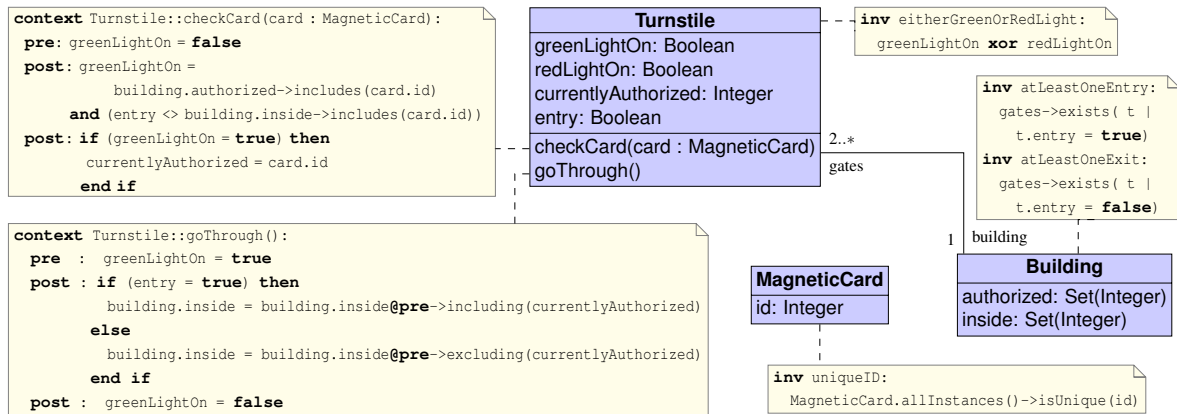 context Turnstile::checkCard(card : MagneticCard):
pre: greenLightOn = false
post: greenLightOn =
building.authorized->includes(card.id)
and (entry <> building.inside->includes(card.id))
post: if (greenLightOn = true) then
currentlyAuthorized = card.id
end if
Turnstile
greenLightOn: Boolean
redLightOn: Boolean
currentlyAuthorized: Integer
entry: Boolean
checkCard(card : MagneticCard)
goThrough()
inv eitherGreenOrRedLight:
greenLightOn xor redLightOn
inv atLeastOneEntry:
gates->exists( t |
t.entry = true)
inv atLeastOneExit:
gates->exists( t |
t.entry = false)
2..*
gates
1 building
context Turnstile::goThrough():
pre : greenLightOn = true
post : if (entry = true) then
building.inside = building.inside@pre->including(currentlyAuthorized)
else
building.inside = building.inside@pre->excluding(currentlyAuthorized)
end if
post : greenLightOn = false
MagneticCard
id: Integer
Building
authorized: Set(Integer)
inside: Set(Integer)
inv uniqueID:
MagneticCard.allInstances()->isUnique(id)